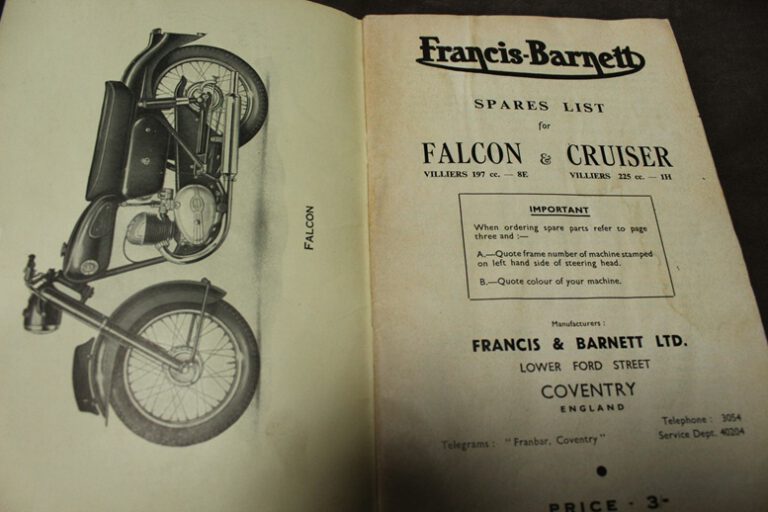 FALCON
Francis-Barnett
SPARES LIST
for
FALCON & CRUISER
VILLIERS 197 cc. — 8E VILLIERS 225 cc. — 1H
IMPORTANT
When ordering spare parts refer to page
three and :—
A.—Quote frame number of machine stamped
on left hand side of steering head.
B.—Quote colour of your machine.
Manufacturers :
FRANCIS & BARNETT LTD.
LOWER FORD STREET
COVENTRY
ENGLAND
Telephone : 3054
Telegrams : "Franbar, Coventry" Service Dept. 40204
PRICE - 3-